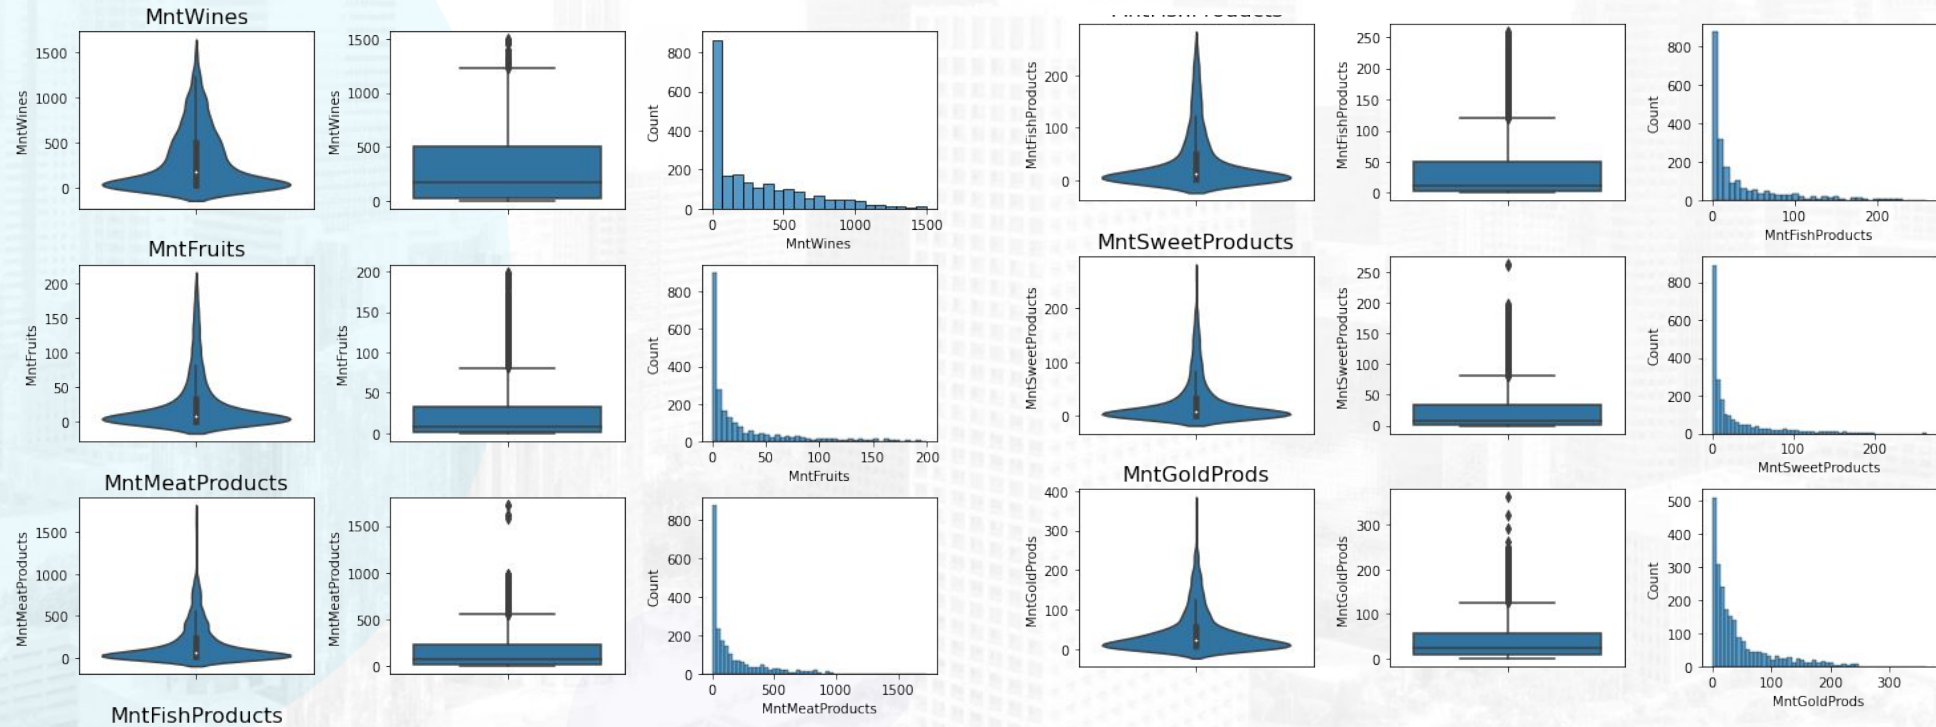 MntWines
MntWines
1500
1000
500
0
MntWines
1500
1000
500
0
Count
800
600
400
200
0
0 500 1000 1500
MntWines
MntFruits
MntFruits
200
150
100
50
0
MntFruits
200
150
100
50
0
Count
800
600
400
200
0
0 50 100 150 200
MntFruits
MntMeatProducts
MntMeatProducts
1500
1000
500
0
MntMeatProducts
1500
1000
500
0
Count
800
600
400
200
0
0 500 1000 1500
MntMeatProducts
MntFishProducts
MntFishProducts
MntFishProducts
200
100
0
MntFishProducts
250
200
150
100
50
0
Count
800
600
400
200
0
0 100 200
MntFishProducts
MntSweetProducts
MntSweetProducts
200
100
0
MntSweetProducts
250
200
150
100
50
0
Count
800
600
400
200
0
0 100 200
MntSweetProducts
MntGoldProds
MntGoldProds
400
300
200
100
0
MntGoldProds
300
200
100
0
Count
500
400
300
200
100
0
0 100 200 300
MntGoldProds